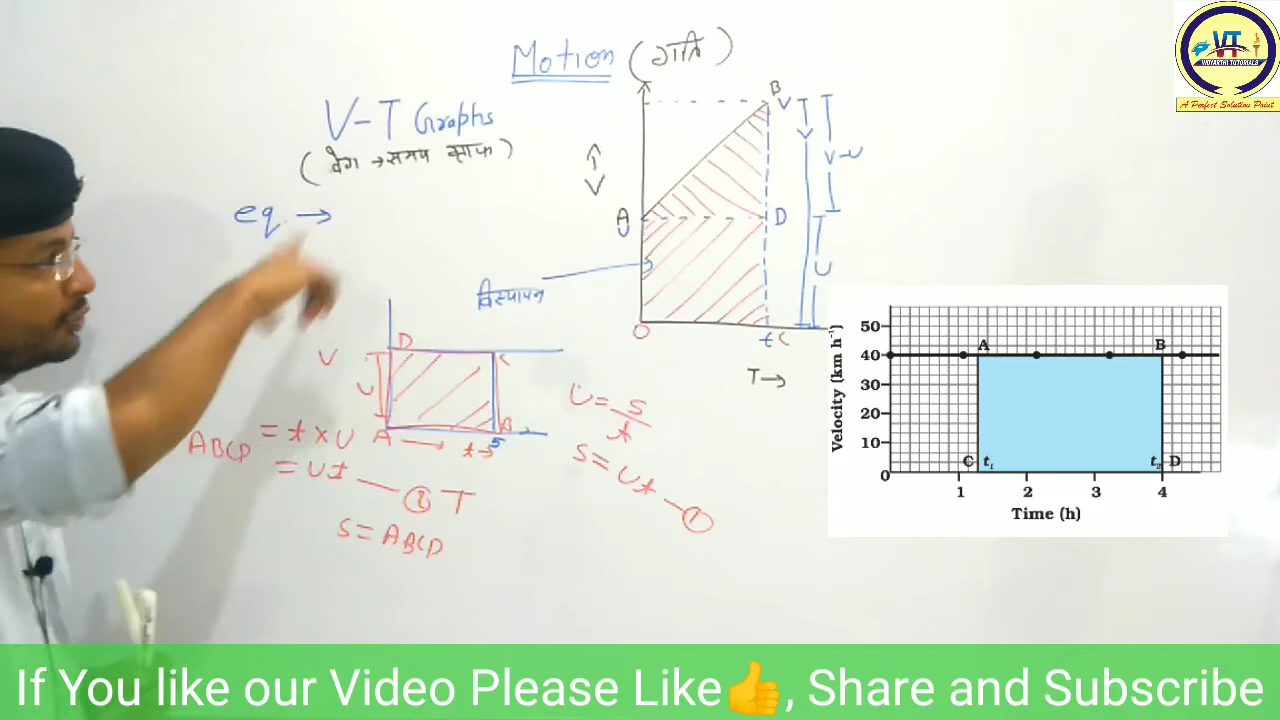 Motion (गति)
V-T Graphs
(वेग →समय ग्राफ)
eq. →
B
V
V
V-U
A
U
D
U
V
विस्थापन
O
t C
T→
D
C
V
U
A
B
t→
ABCD = t×U
= Ut
T
S = ABCD
U = S/t
S = Ut — 1
VT
VIDYARTHI TUTORIALS
A Perfect Solution Point
Velocity (km h⁻¹)
50
40
30
20
10
0
A
B
C
t₁
t₂
D
1
2
3
4
Time (h)
If You like our Video Please Like👍, Share and Subscribe